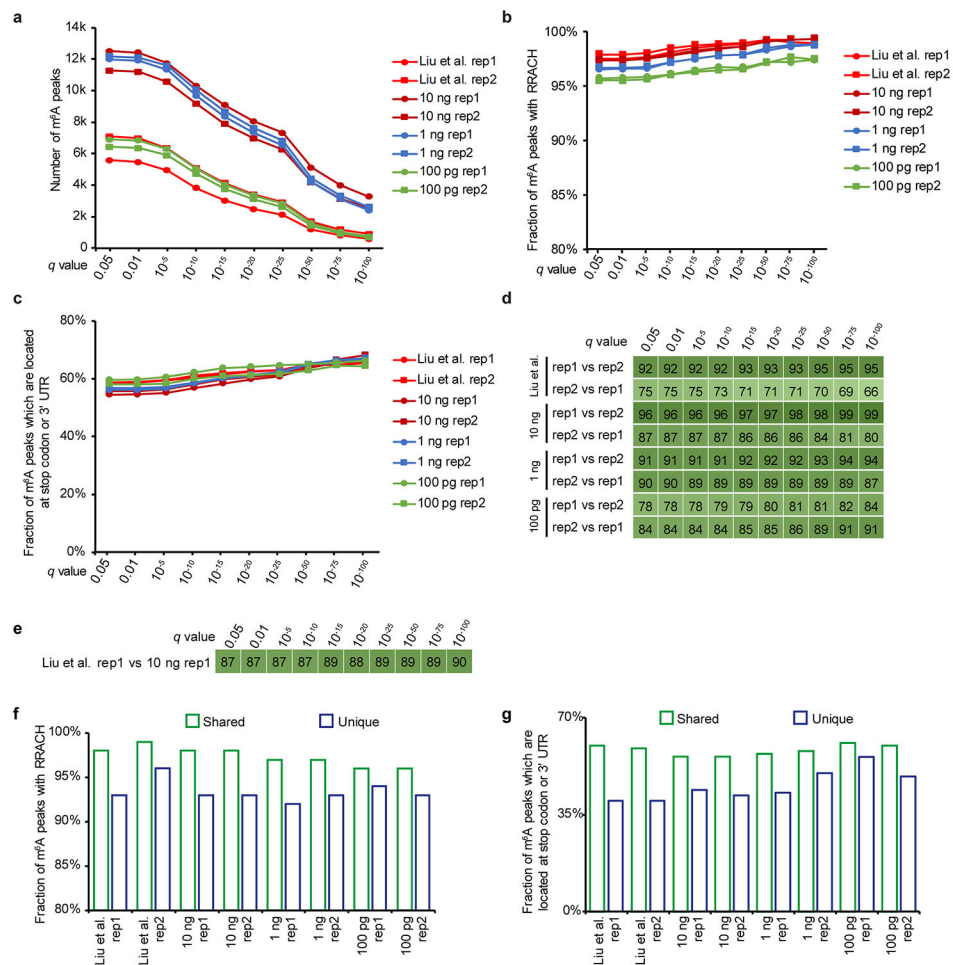 a
Number of m⁶A peaks
14k
12k
10k
8k
6k
4k
2k
0
q value
0.05
0.01
10⁻⁵
10⁻¹⁰
10⁻¹⁵
10⁻²⁰
10⁻²⁵
10⁻⁵⁰
10⁻⁷⁵
10⁻¹⁰⁰
Liu et al. rep1
Liu et al. rep2
10 ng rep1
10 ng rep2
1 ng rep1
1 ng rep2
100 pg rep1
100 pg rep2
b
Fraction of m⁶A peaks with RRACH
100%
95%
90%
85%
80%
q value
0.05
0.01
10⁻⁵
10⁻¹⁰
10⁻¹⁵
10⁻²⁰
10⁻²⁵
10⁻⁵⁰
10⁻⁷⁵
10⁻¹⁰⁰
Liu et al. rep1
Liu et al. rep2
10 ng rep1
10 ng rep2
1 ng rep1
1 ng rep2
100 pg rep1
100 pg rep2
c
Fraction of m⁶A peaks which are located
at stop codon or 3' UTR
80%
60%
40%
20%
0%
q value
0.05
0.01
10⁻⁵
10⁻¹⁰
10⁻¹⁵
10⁻²⁰
10⁻²⁵
10⁻⁵⁰
10⁻⁷⁵
10⁻¹⁰⁰
Liu et al. rep1
Liu et al. rep2
10 ng rep1
10 ng rep2
1 ng rep1
1 ng rep2
100 pg rep1
100 pg rep2
d
q value 0.05 0.01 10⁻⁵ 10⁻¹⁰ 10⁻¹⁵ 10⁻²⁰ 10⁻²⁵ 10⁻⁵⁰ 10⁻⁷⁵ 10⁻¹⁰⁰
Liu et al.
rep1 vs rep2 92 92 92 92 93 93 93 95 95 95
rep2 vs rep1 75 75 75 73 71 71 71 70 69 66
10 ng
rep1 vs rep2 96 96 96 96 97 97 98 98 99 99
rep2 vs rep1 87 87 87 87 86 86 86 84 81 80
1 ng
rep1 vs rep2 91 91 91 91 92 92 92 93 94 94
rep2 vs rep1 90 90 89 89 89 89 89 89 89 87
100 pg
rep1 vs rep2 78 78 78 79 79 80 81 81 82 84
rep2 vs rep1 84 84 84 84 85 85 86 89 91 91
e
q value 0.05 0.01 10⁻⁵ 10⁻¹⁰ 10⁻¹⁵ 10⁻²⁰ 10⁻²⁵ 10⁻⁵⁰ 10⁻⁷⁵ 10⁻¹⁰⁰
Liu et al. rep1 vs 10 ng rep1 87 87 87 87 89 88 89 89 89 90
f
Shared
Unique
Fraction of m⁶A peaks with RRACH
100%
95%
90%
85%
80%
Liu et al.
rep1
Liu et al.
rep2
10 ng
rep1
10 ng
rep2
1 ng
rep1
1 ng
rep2
100 pg
rep1
100 pg
rep2
g
Shared
Unique
Fraction of m⁶A peaks which are
located at stop codon or 3' UTR
70%
35%
0%
Liu et al.
rep1
Liu et al.
rep2
10 ng
rep1
10 ng
rep2
1 ng
rep1
1 ng
rep2
100 pg
rep1
100 pg
rep2